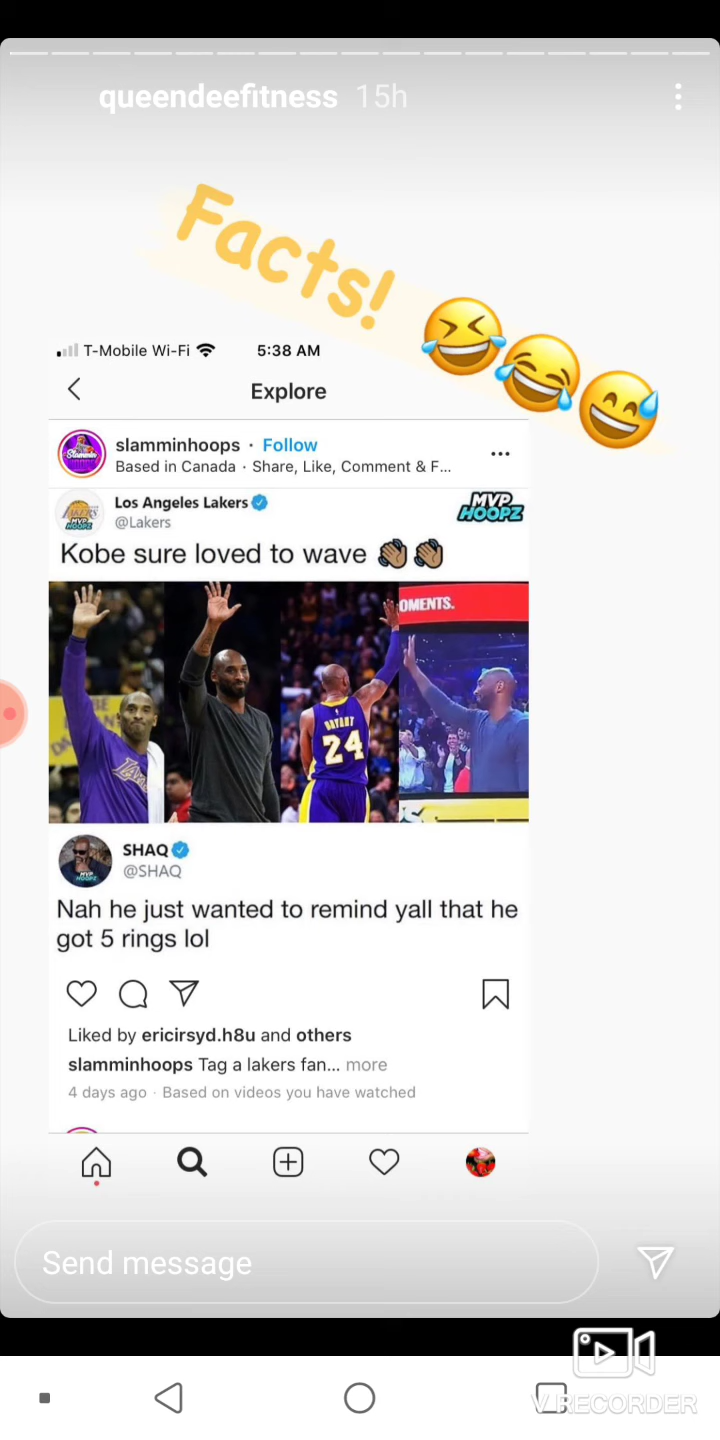 queendeefitness 15h
Facts!
T-Mobile Wi-Fi 5:38 AM
Explore
slamminhoops · Follow
Based in Canada · Share, Like, Comment & F...
Los Angeles Lakers
@Lakers
MVP
HOOPZ
Kobe sure loved to wave 👋🏽👋🏽
OMENTS.
BRYANT
24
SHAQ
@SHAQ
Nah he just wanted to remind yall that he
got 5 rings lol
Liked by ericirsyd.h8u and others
slamminhoops Tag a lakers fan... more
4 days ago · Based on videos you have watched
Send message
V RECORDER